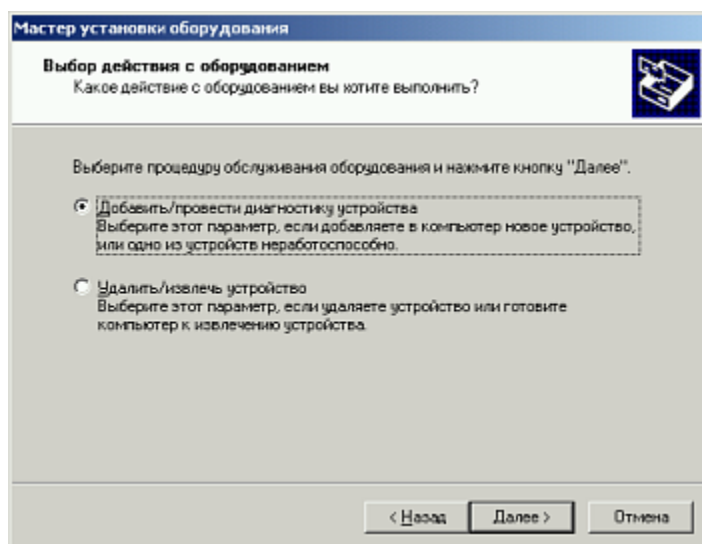 Мастер установки оборудования
Выбор действия с оборудованием
Какое действие с оборудованием вы хотите выполнить?
Выберите процедуру обслуживания оборудования и нажмите кнопку "Далее".
Добавить/провести диагностику устройства
Выберите этот параметр, если добавляете в компьютер новое устройство,
или одно из устройств неработоспособно.
Удалить/извлечь устройство
Выберите этот параметр, если удаляете устройство или готовите
компьютер к извлечению устройства.
< Назад Далее > Отмена